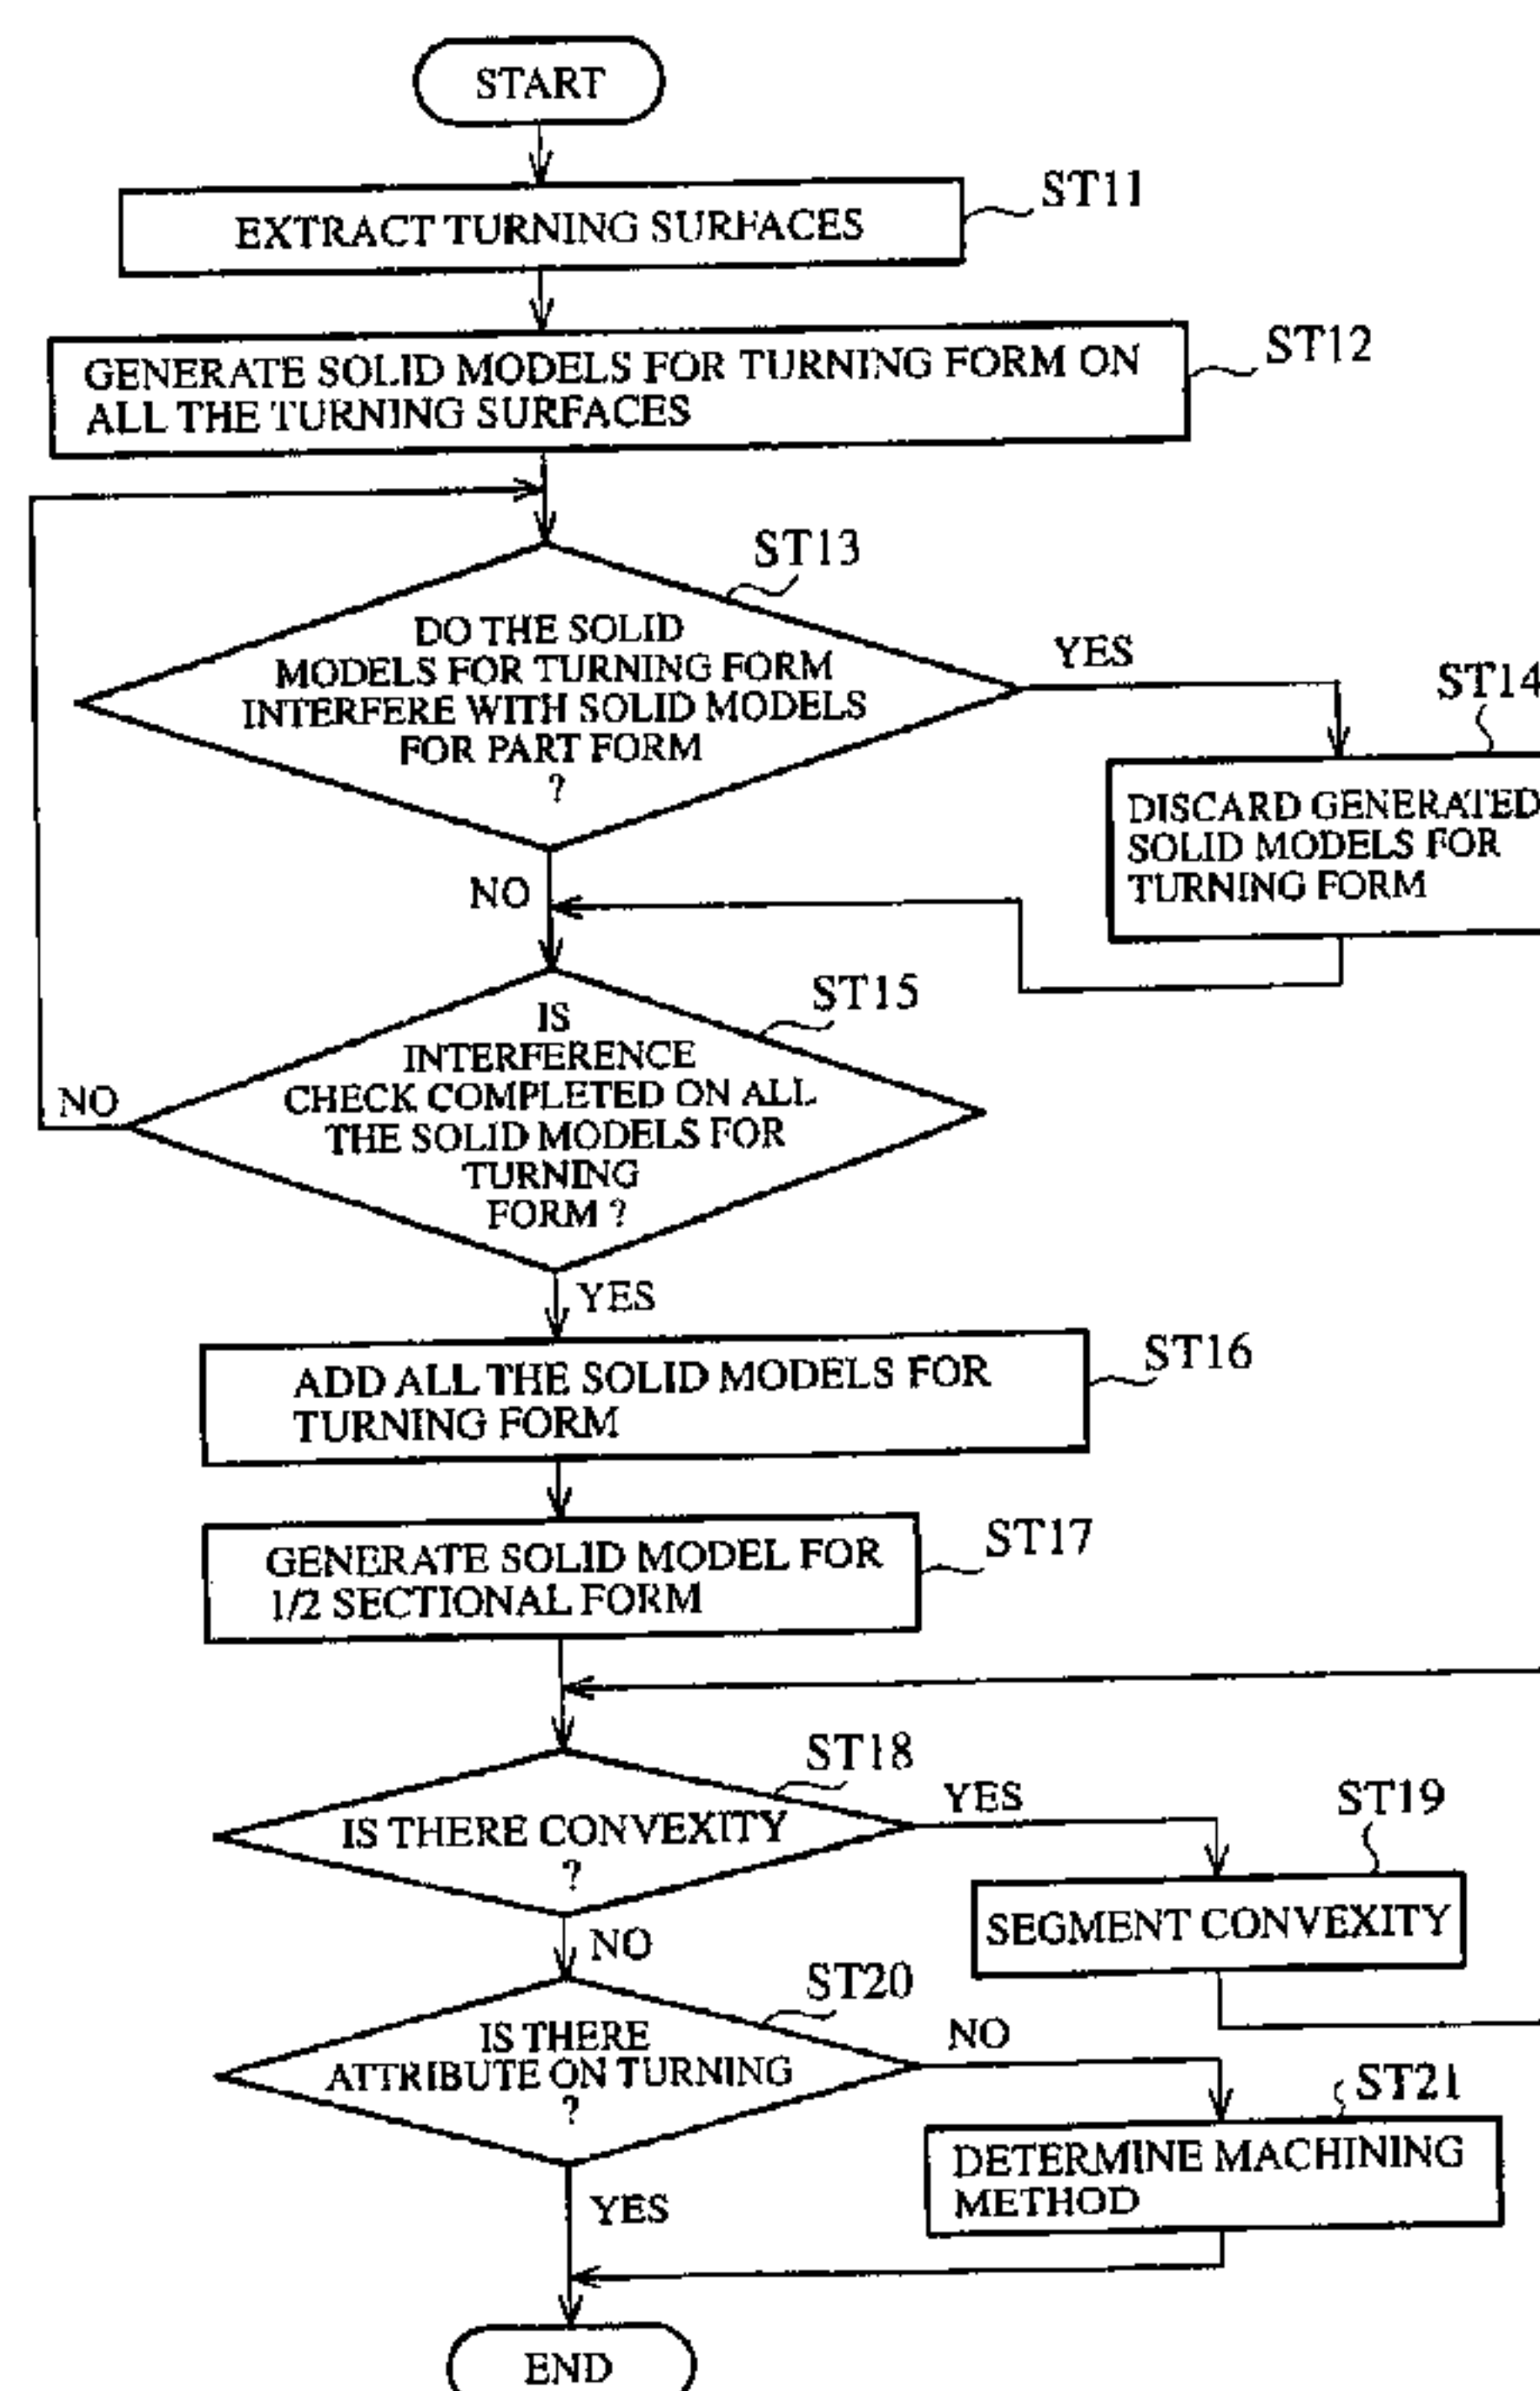 START
EXTRACT TURNING SURFACES
ST11
GENERATE SOLID MODELS FOR TURNING FORM ON
ALL THE TURNING SURFACES
ST12
ST13
DO THE SOLID
MODELS FOR TURNING FORM
INTERFERE WITH SOLID MODELS
FOR PART FORM
?
YES
ST14
DISCARD GENERATED
SOLID MODELS FOR
TURNING FORM
NO
ST15
IS
INTERFERENCE
CHECK COMPLETED ON ALL
THE SOLID MODELS FOR
TURNING
FORM ?
NO
YES
ADD ALL THE SOLID MODELS FOR
TURNING FORM
ST16
GENERATE SOLID MODEL FOR
1/2 SECTIONAL FORM
ST17
ST18
IS THERE CONVEXITY
?
YES
ST19
SEGMENT CONVEXITY
NO
ST20
IS THERE
ATTRIBUTE ON TURNING
?
NO
ST21
DETERMINE MACHINING
METHOD
YES
END